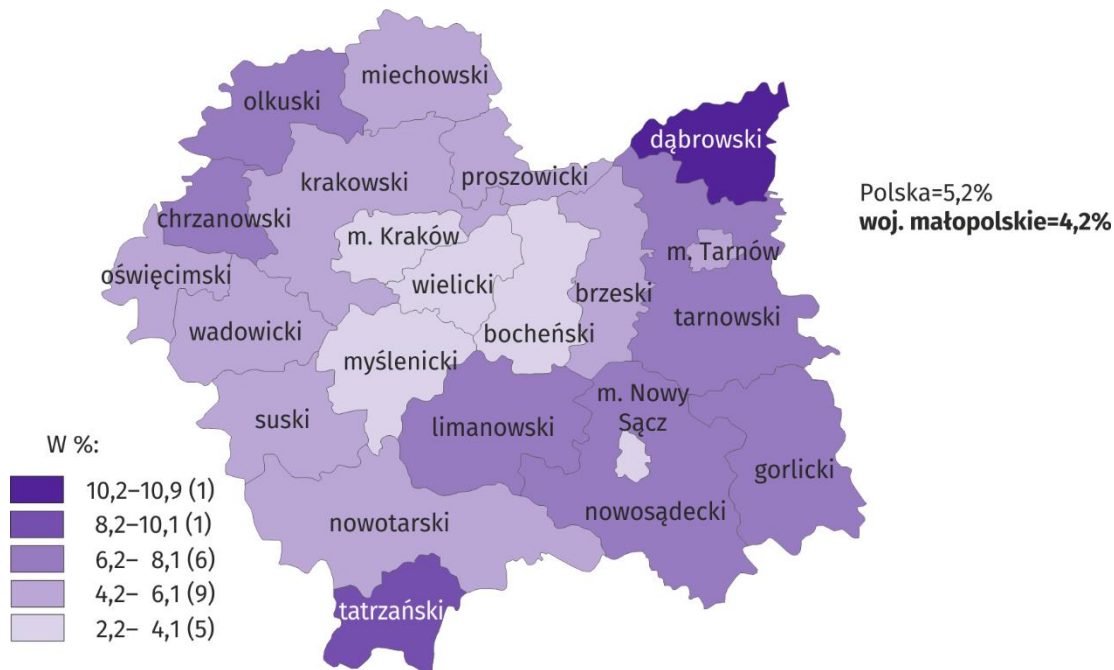 miechowski
olkuski
dąbrowski
krakowski
proszowicki
Polska=5,2%
woj. małopolskie=4,2%
chrzanowski
m. Kraków
m. Tarnów
oświęcimski
wielicki
brzeski
tarnowski
wadowicki
bocheński
myślenicki
m. Nowy
Sącz
suski
limanowski
gorlicki
nowosądecki
nowotarski
tatrzański
W %:
10,2–10,9 (1)
8,2–10,1 (1)
6,2– 8,1 (6)
4,2– 6,1 (9)
2,2– 4,1 (5)